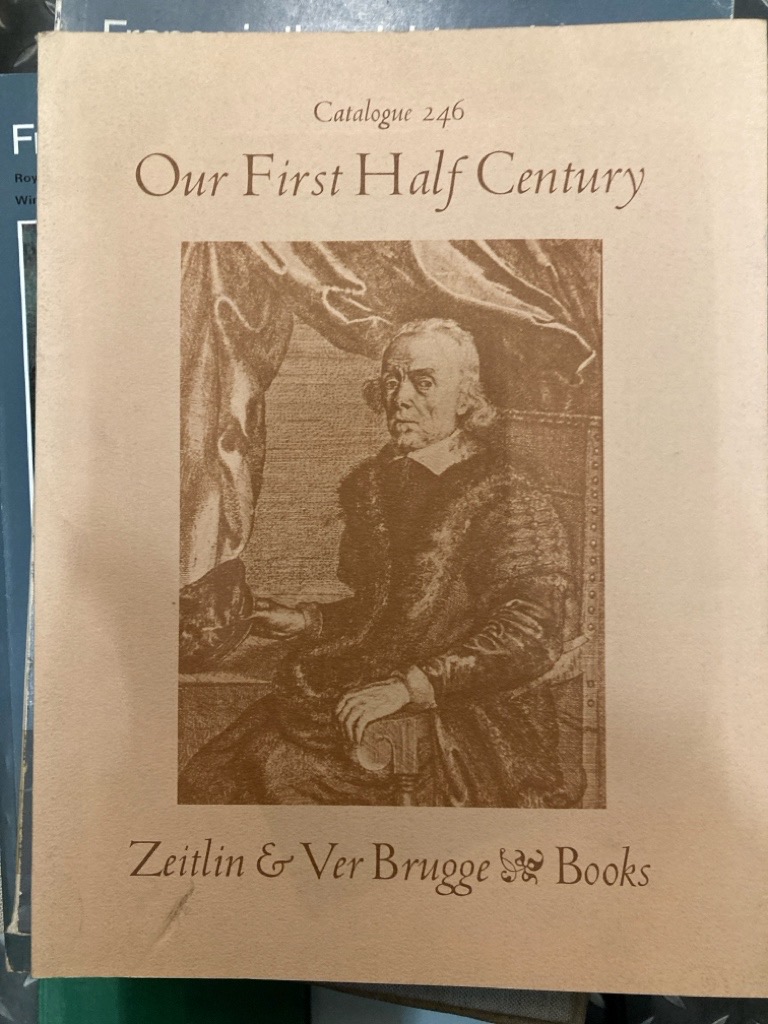 Catalogue 246
Our First Half Century
Zeitlin & Ver Brugge Books